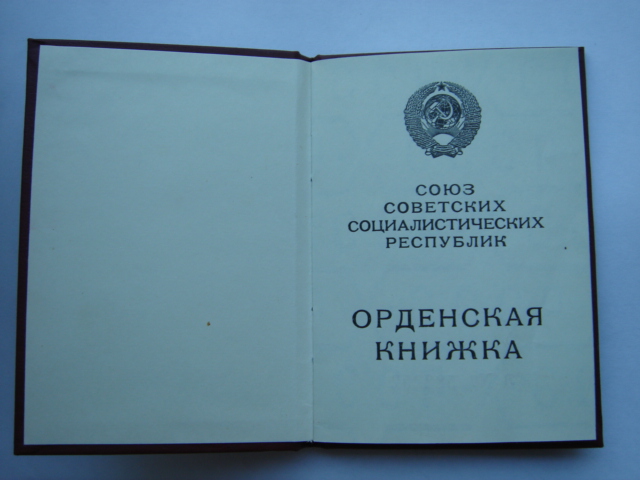 СОЮЗ
СОВЕТСКИХ
СОЦИАЛИСТИЧЕСКИХ
РЕСПУБЛИК
ОРДЕНСКАЯ
КНИЖКА